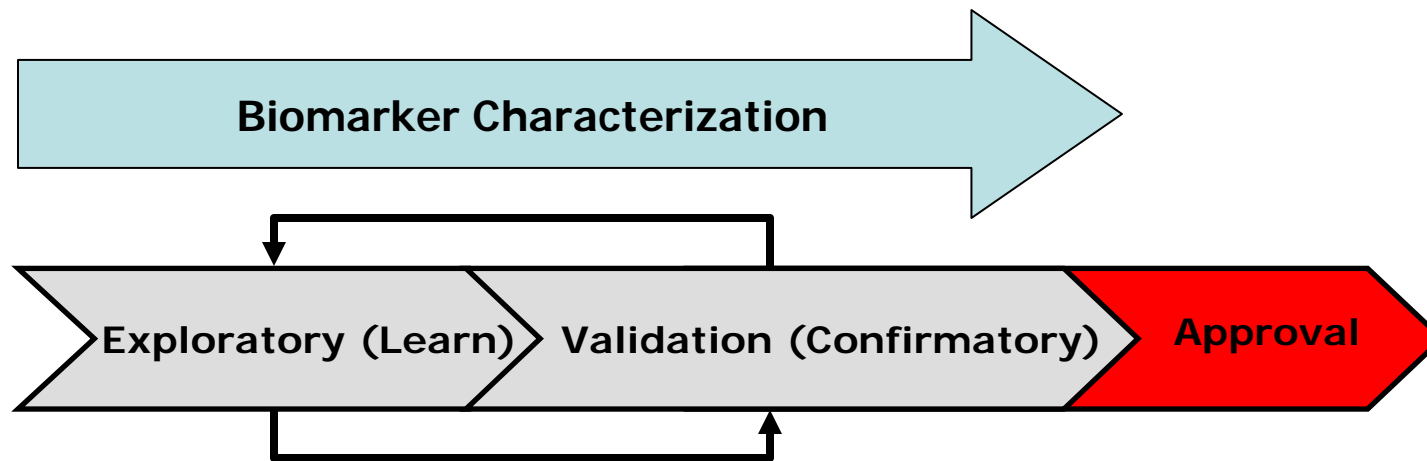 Biomarker Characterization
Exploratory (Learn)
Validation (Confirmatory)
Approval